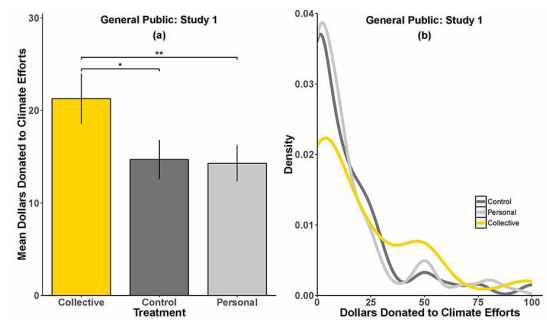 General Public: Study 1
(a)
**
*
30
20
10
0
Mean Dollars Donated to Climate Efforts
Collective Control Personal
Treatment
General Public: Study 1
(b)
0.04
0.03
0.02
0.01
0.00
Density
Control
Personal
Collective
0 25 50 75 100
Dollars Donated to Climate Efforts